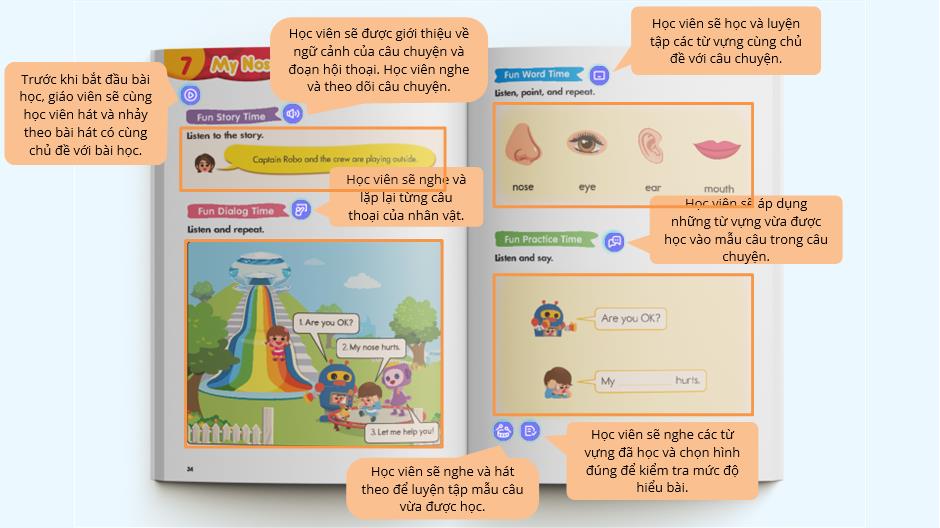 Trước khi bắt đầu bài
học, giáo viên sẽ cùng
học viên hát và nhảy
theo bài hát có cùng
chủ đề với bài học.
Học viên sẽ được giới thiệu về
ngữ cảnh của câu chuyện và
đoạn hội thoại. Học viên nghe
và theo dõi câu chuyện.
7 My Nos
Fun Story Time
Listen to the story.
Captain Robo and the crew are playing outside.
Học viên sẽ nghe và
lặp lại từng câu
thoại của nhân vật.
Fun Dialog Time
Listen and repeat.
1. Are you OK?
2. My nose hurts.
3. Let me help you!
34
Học viên sẽ nghe và hát
theo để luyện tập mẫu câu
vừa được học.
Học viên sẽ học và luyện
tập các từ vựng cùng chủ
đề với câu chuyện.
Fun Word Time
Listen, point, and repeat.
nose eye ear mouth
Học viên sẽ áp dụng
những từ vựng vừa được
học vào mẫu câu trong câu
chuyện.
Fun Practice Time
Listen and say.
Are you OK?
My ________ hurts.
Học viên sẽ nghe các từ
vựng đã học và chọn hình
đúng để kiểm tra mức độ
hiểu bài.